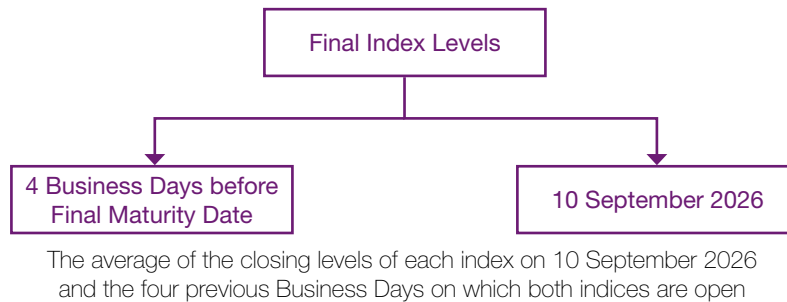 Final Index Levels
4 Business Days before
Final Maturity Date
10 September 2026
The average of the closing levels of each index on 10 September 2026
and the four previous Business Days on which both indices are open